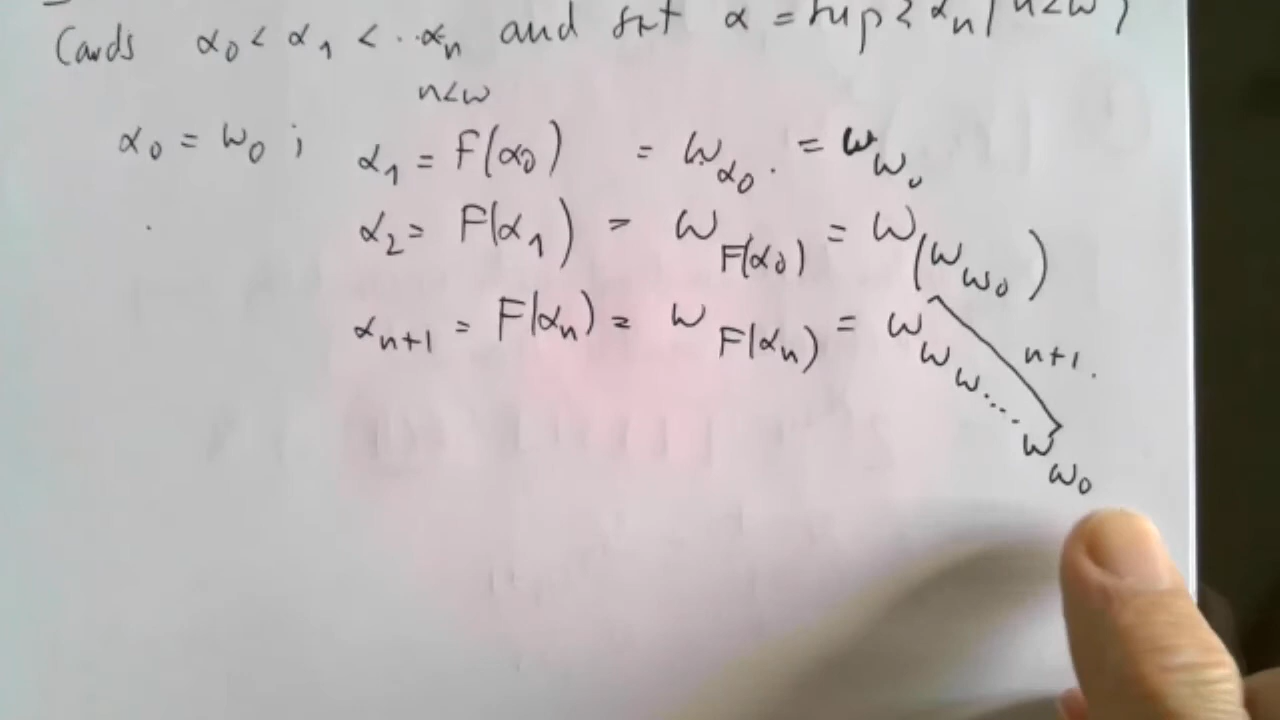 Cards α₀ < α₁ < ..αₙ and set α = sup{αₙ | n<ω}
n<ω
α₀ = ω₀ ; α₁ = F(α₀) = ω_α₀ . = ω_ω₀
α₂ = F(α₁) = ω_F(α₀) = ω_(ω_ω₀)
αₙ₊₁ = F(αₙ) = ω_F(αₙ) = ω_ω_ω...._ω_ω₀ n+1.